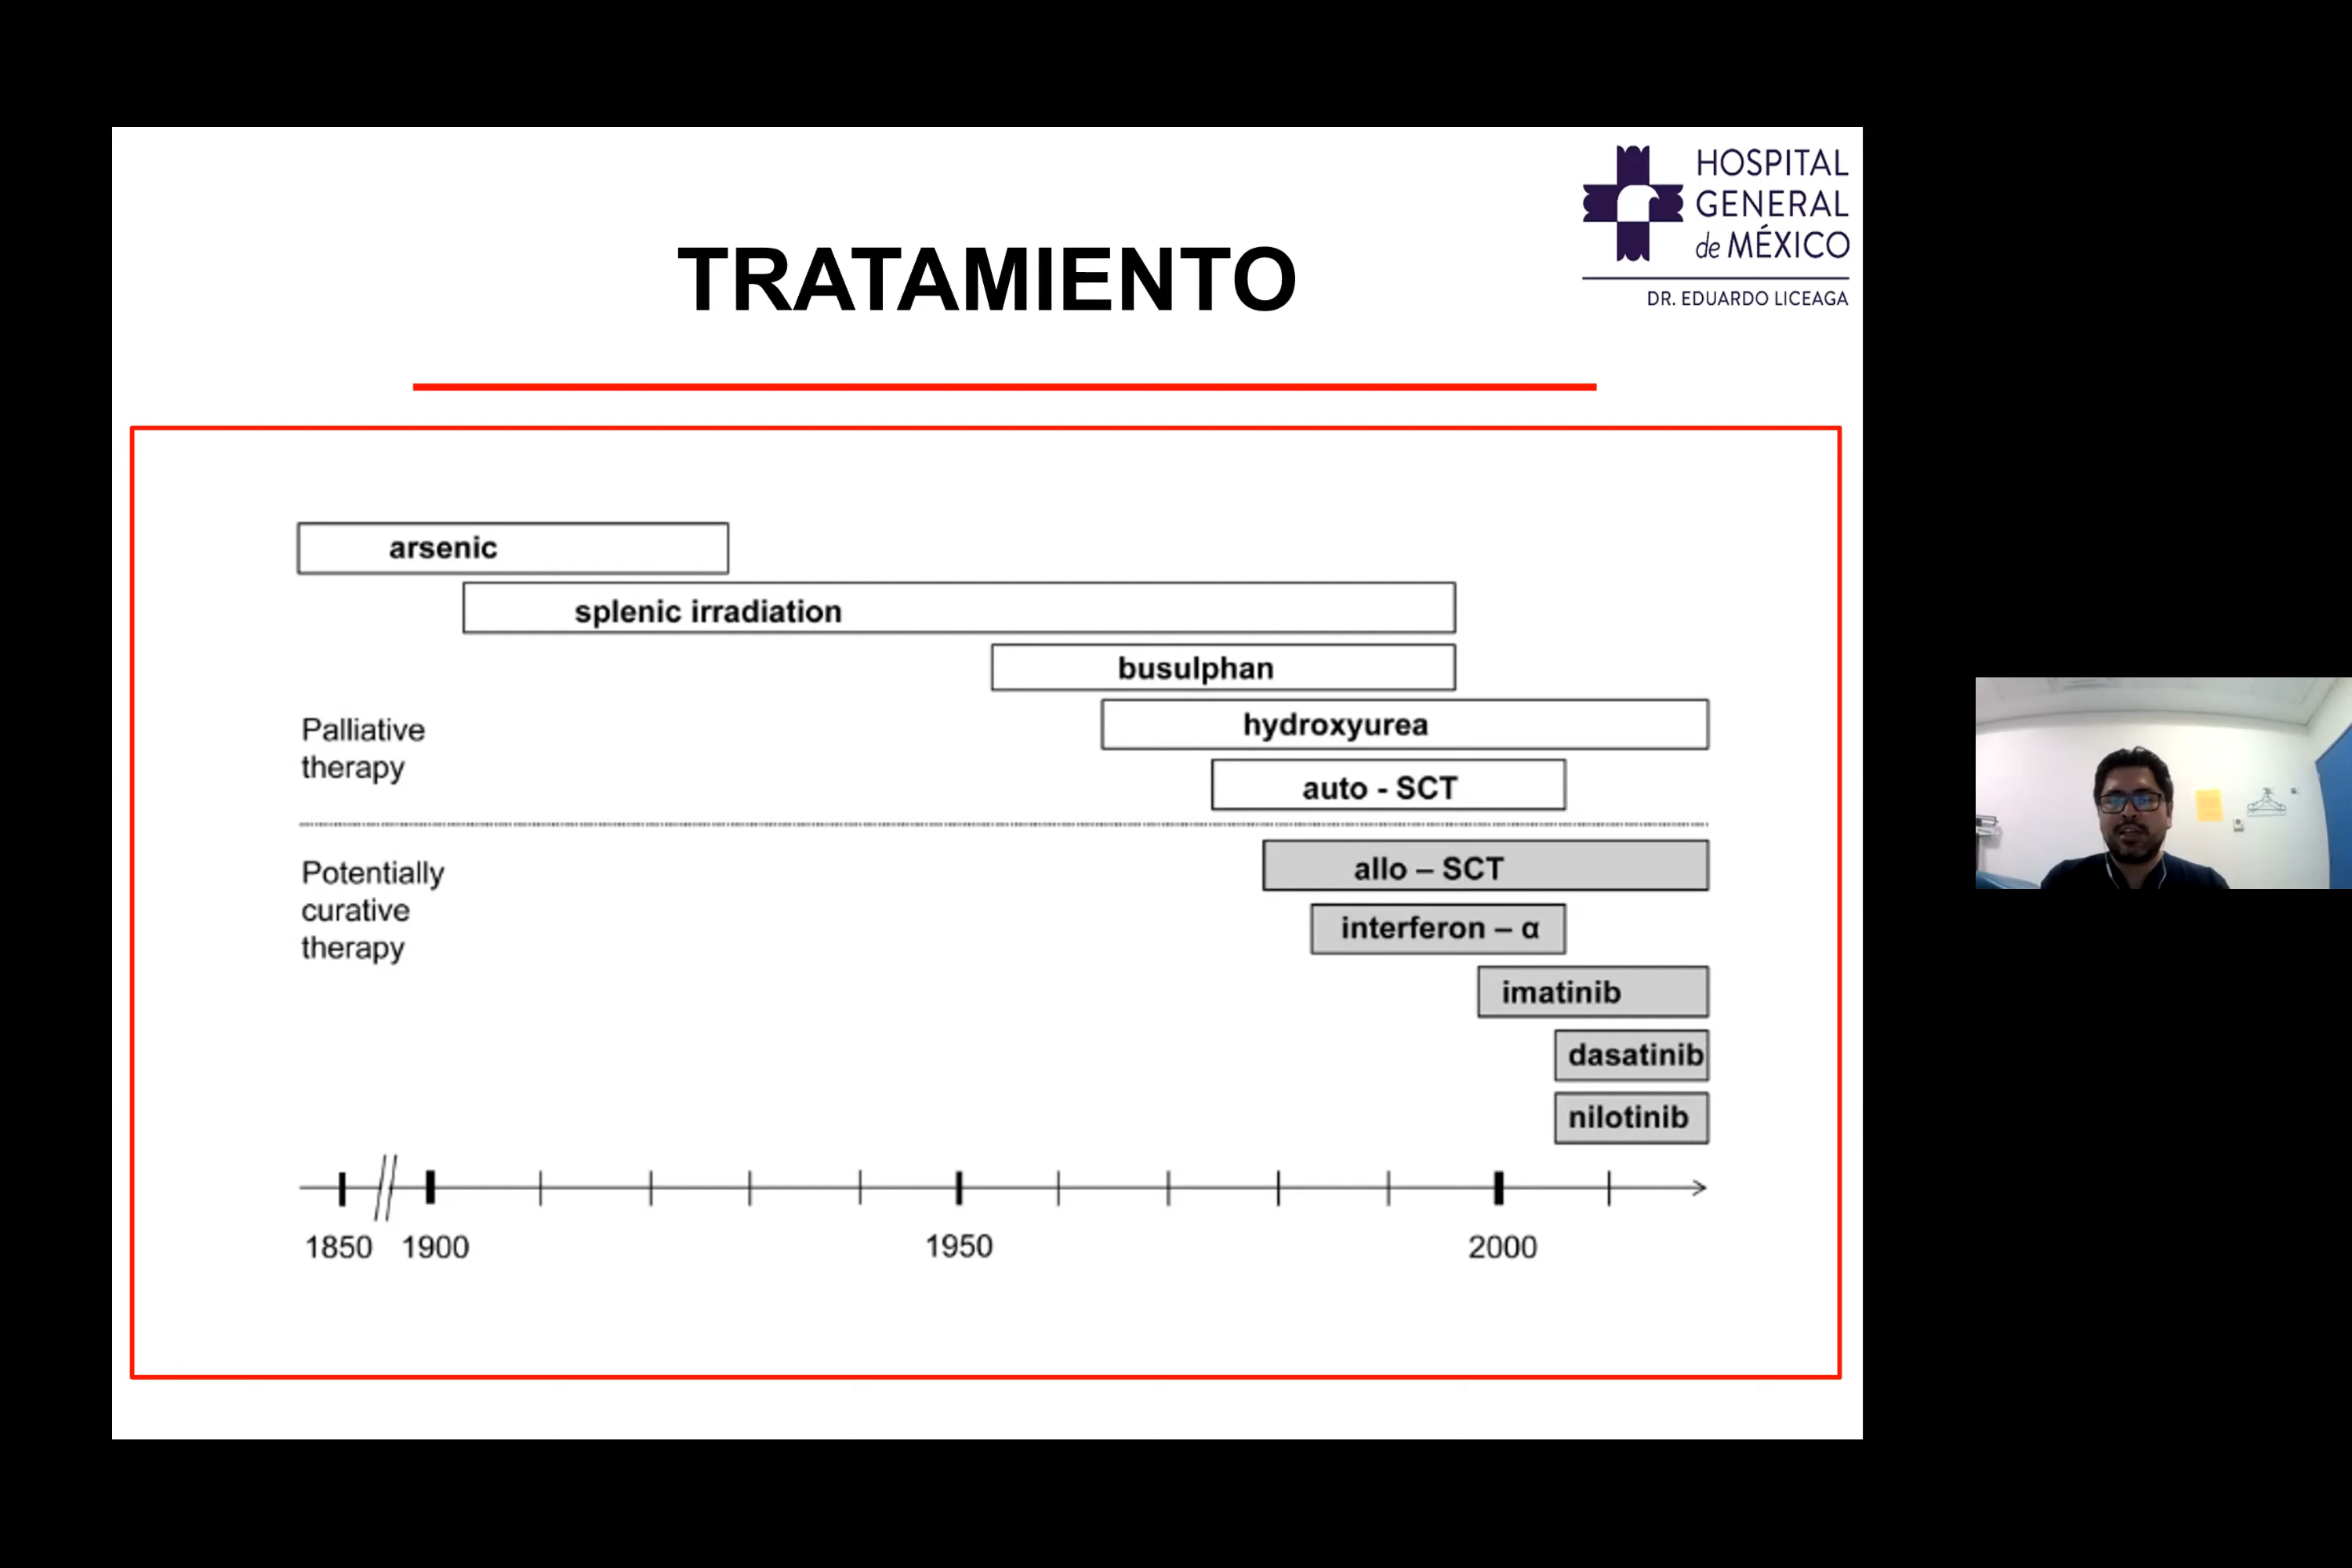 HOSPITAL
GENERAL
de MÉXICO
DR. EDUARDO LICEAGA
TRATAMIENTO
arsenic
splenic irradiation
busulphan
hydroxyurea
auto - SCT
Palliative
therapy
Potentially
curative
therapy
allo – SCT
interferon – α
imatinib
dasatinib
nilotinib
1850
1900
1950
2000